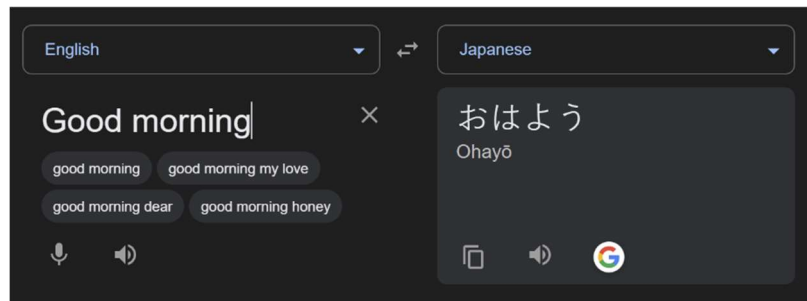 English
Japanese
Good morning
good morning
good morning my love
good morning dear
good morning honey
おはよう
Ohayō